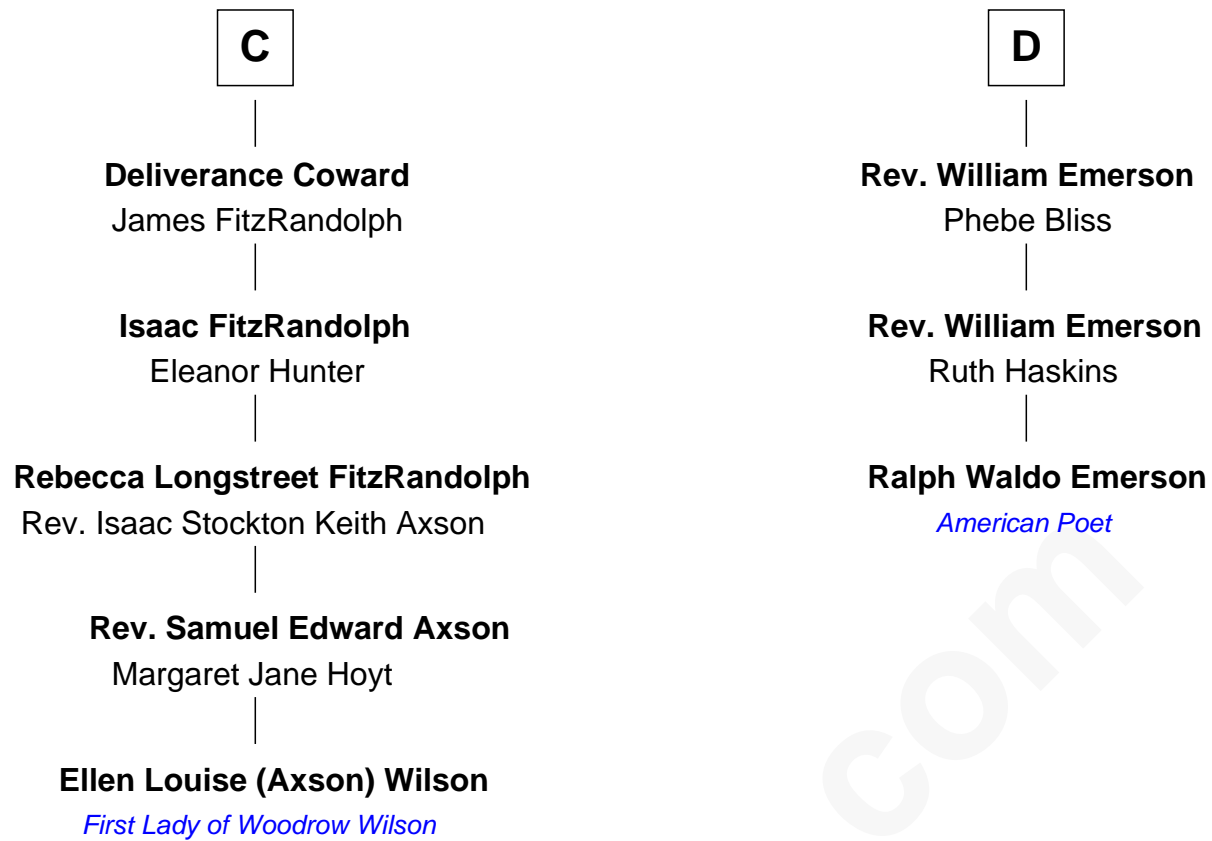 C
Deliverance Coward
James FitzRandolph
Isaac FitzRandolph
Eleanor Hunter
Rebecca Longstreet FitzRandolph
Rev. Isaac Stockton Keith Axson
Rev. Samuel Edward Axson
Margaret Jane Hoyt
Ellen Louise (Axson) Wilson
First Lady of Woodrow Wilson
D
Rev. William Emerson
Phebe Bliss
Rev. William Emerson
Ruth Haskins
Ralph Waldo Emerson
American Poet
com